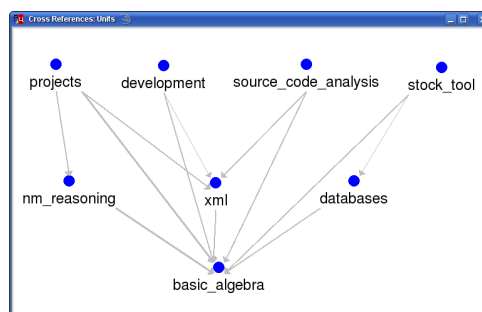 Cross References: Units
projects
development
source_code_analysis
stock_tool
nm_reasoning
xml
databases
basic_algebra